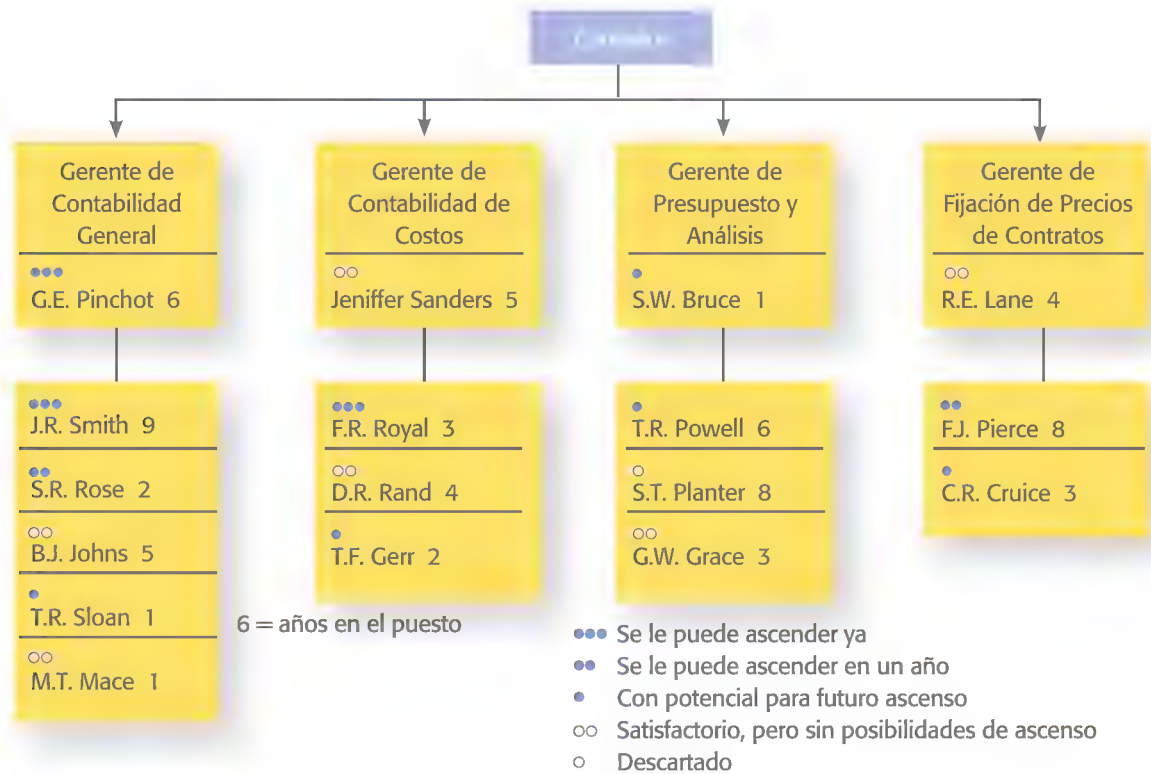 Contralor
Gerente de
Contabilidad
General
G.E. Pinchot 6
Gerente de
Contabilidad de
Costos
Jeniffer Sanders 5
Gerente de
Presupuesto y
Análisis
S.W. Bruce 1
Gerente de
Fijación de Precios
de Contratos
R.E. Lane 4
J.R. Smith 9
S.R. Rose 2
B.J. Johns 5
T.R. Sloan 1
M.T. Mace 1
F.R. Royal 3
D.R. Rand 4
T.F. Gerr 2
T.R. Powell 6
S.T. Planter 8
G.W. Grace 3
F.J. Pierce 8
C.R. Cruice 3
6 = años en el puesto
Se le puede ascender ya
Se le puede ascender en un año
Con potencial para futuro ascenso
Satisfactorio, pero sin posibilidades de ascenso
Descartado